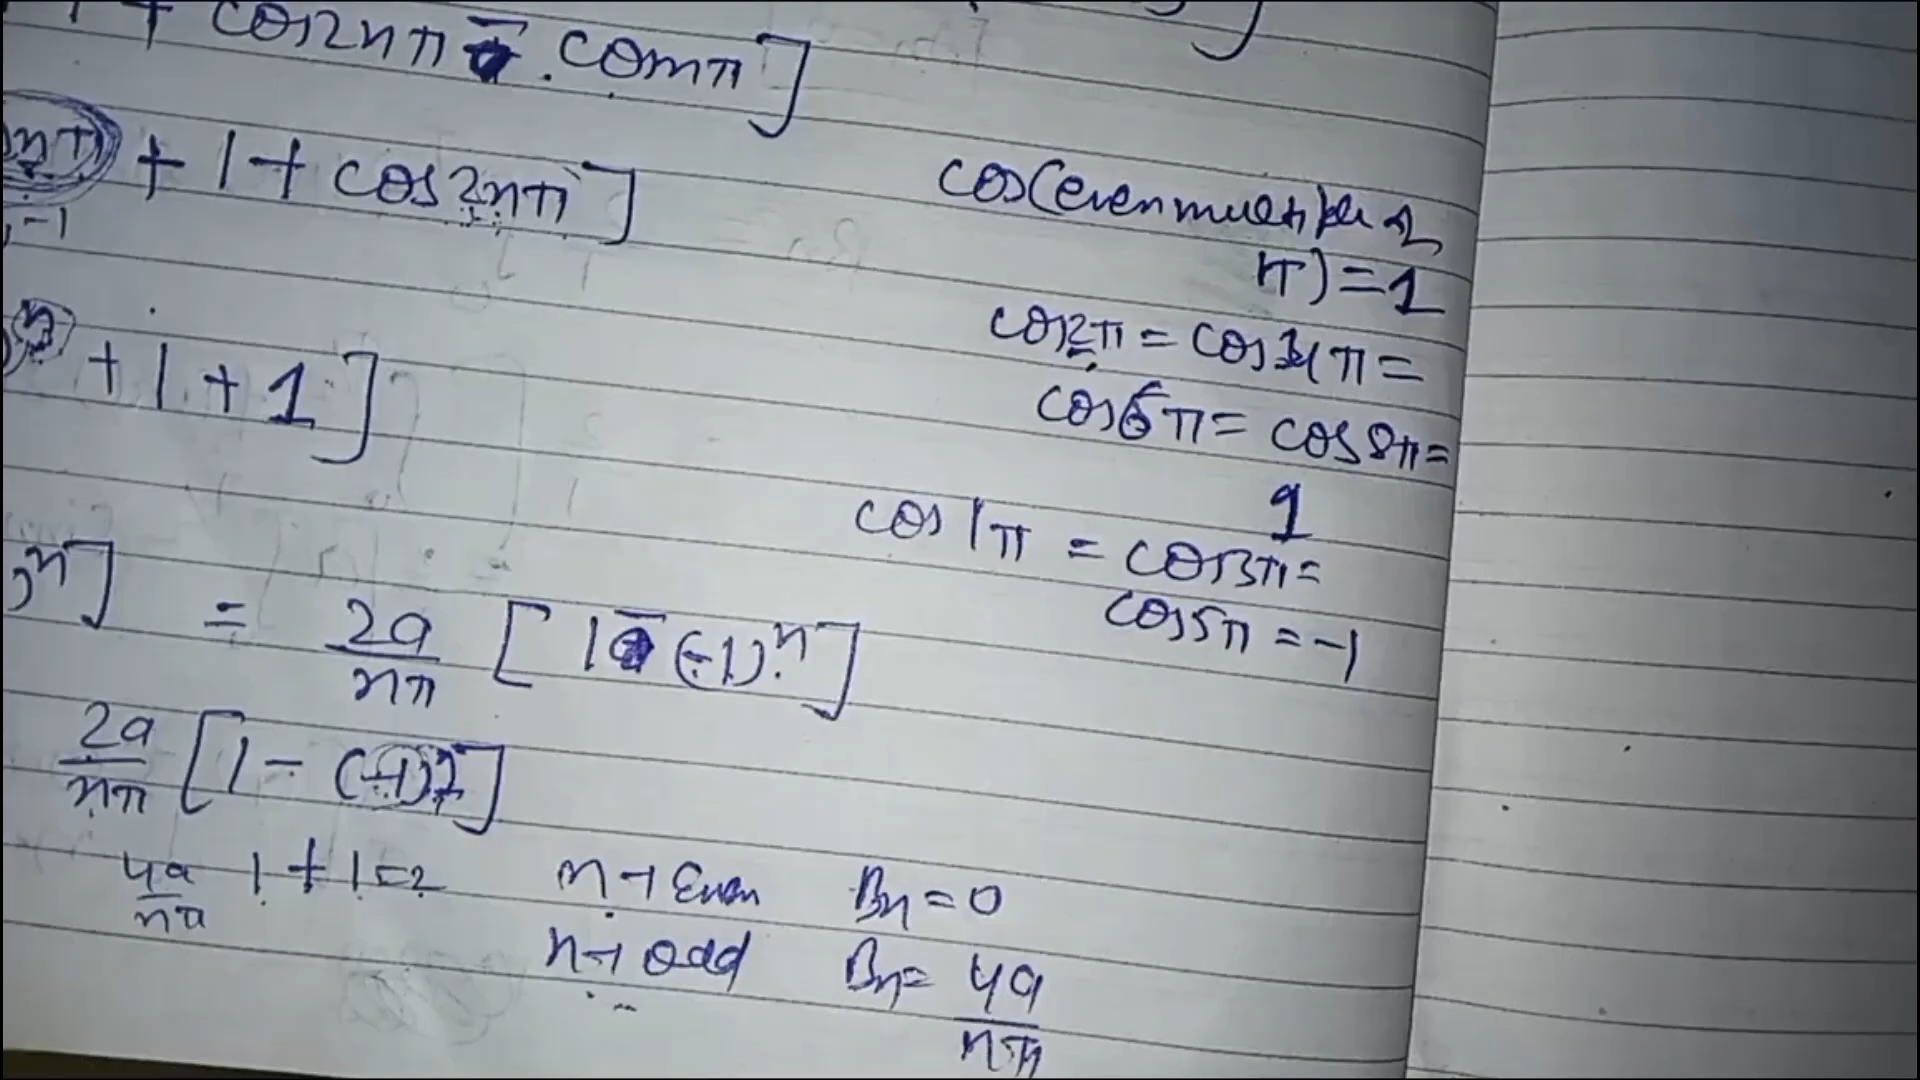 + cos2nπ - . cosnπ ]
nπ + 1 + cos2nπ ]
-1
cos(even multiple of
π) = 1
cos2π = cos4π =
cos6π = cos8π =
1
n + 1 + 1 ]
cos1π = cos3π =
cos5π = -1
)ⁿ] = 2a/nπ [ 1 - (-1)ⁿ ]
2a/nπ [ 1 - (-1)
4a/nπ 1 + 1 = 2
n → Even Bn = 0
n → odd Bn = 4a/nπ